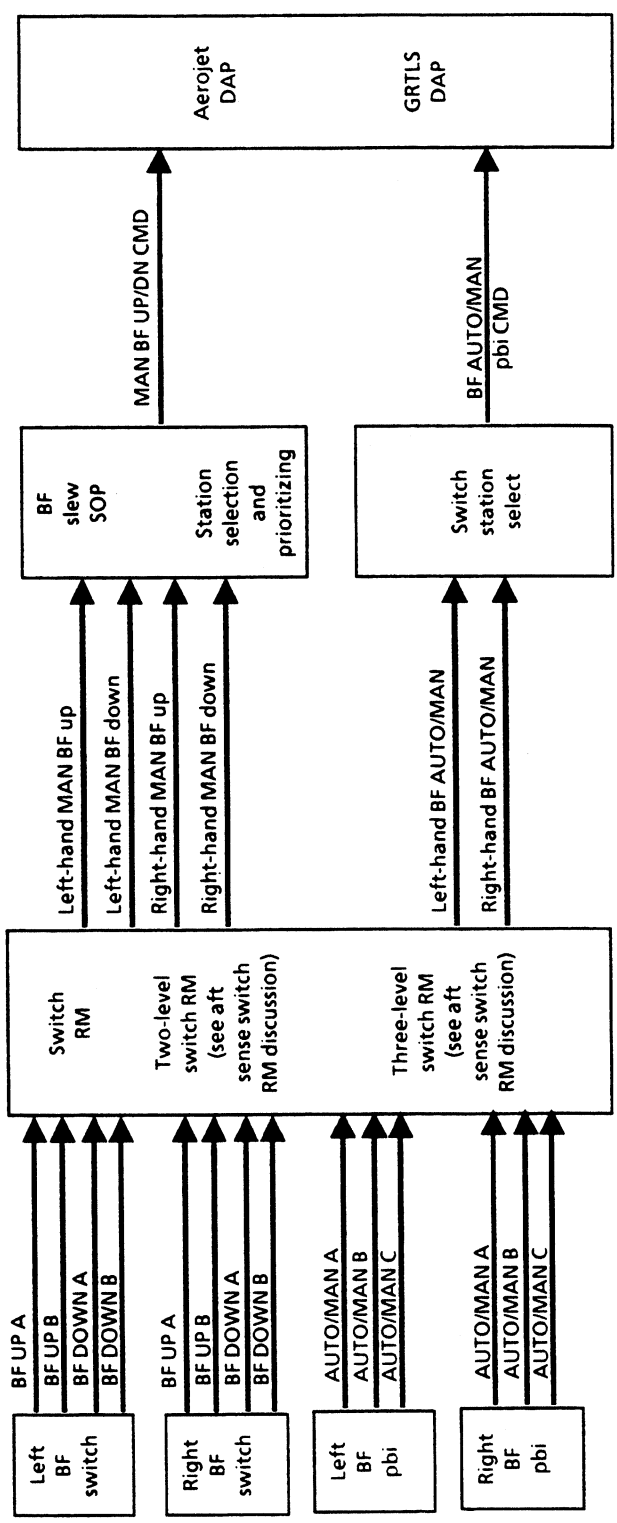 Left
BF
switch
Right
BF
switch
Left
BF
pbi
Right
BF
pbi
BF UP A
BF UP B
BF DOWN A
BF DOWN B
BF UP A
BF UP B
BF DOWN A
BF DOWN B
AUTO/MAN A
AUTO/MAN B
AUTO/MAN C
AUTO/MAN A
AUTO/MAN B
AUTO/MAN C
Switch
RM
Two-level
switch RM
(see aft
sense switch
RM discussion)
Three-level
switch RM
(see aft
sense switch
RM discussion)
Left-hand MAN BF up
Left-hand MAN BF down
Right-hand MAN BF up
Right-hand MAN BF down
Left-hand BF AUTO/MAN
Right-hand BF AUTO/MAN
BF
slew
SOP
Station
selection
and
prioritizing
Switch
station
select
MAN BF UP/DN CMD
BF AUTO/MAN
pbi CMD
Aerojet
DAP
GRTLS
DAP